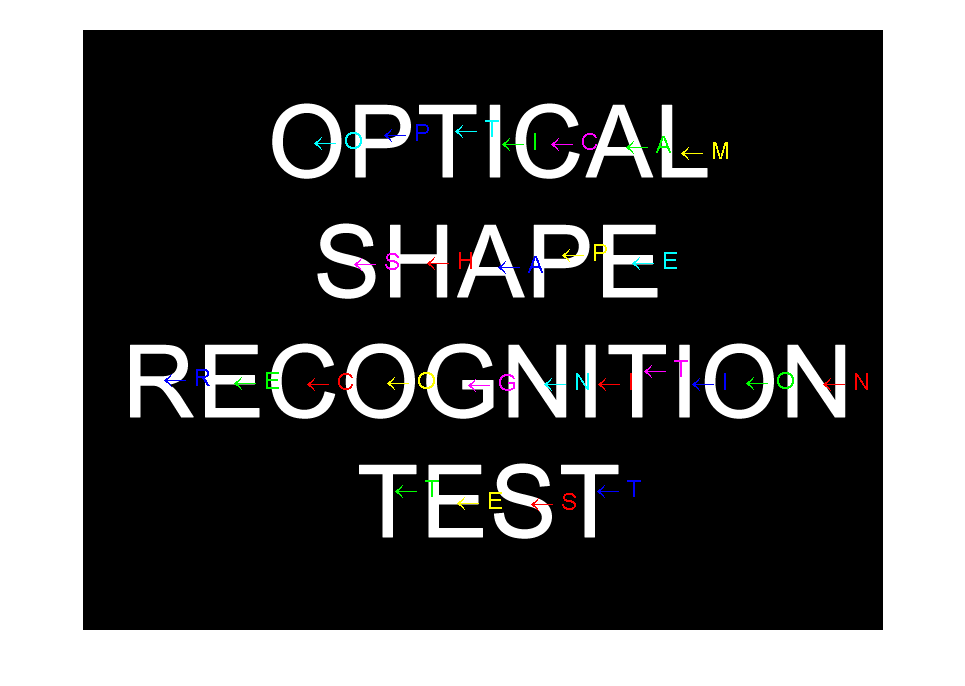 OPTICAL
O P T I C A M
SHAPE
S H A P E
RECOGNITION
R E C O G N I T I O N
TEST
T E S T